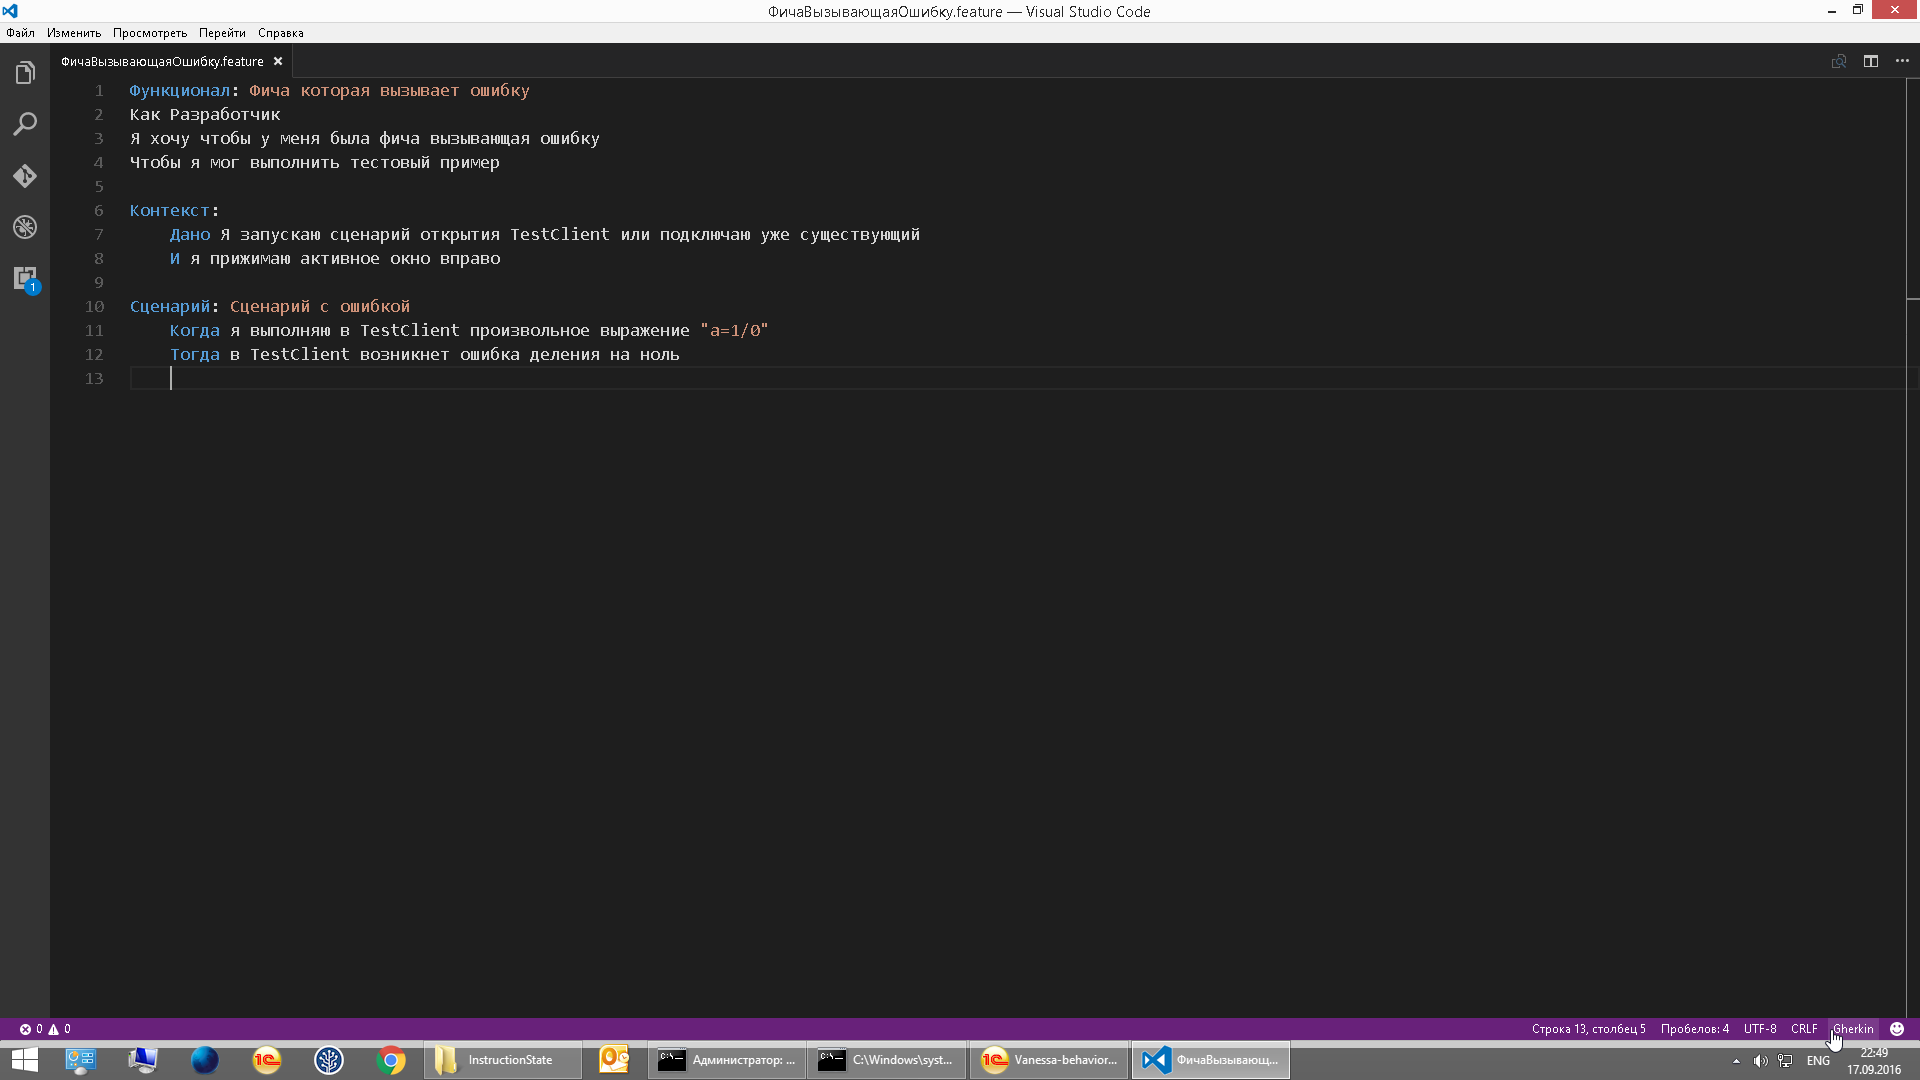 ФичаВызывающаяОшибку.feature — Visual Studio Code
Файл Изменить Просмотреть Перейти Справка
ФичаВызывающаяОшибку.feature
1 Функционал: Фича которая вызывает ошибку
2 Как Разработчик
3 Я хочу чтобы у меня была фича вызывающая ошибку
4 Чтобы я мог выполнить тестовый пример
5
6 Контекст:
7 Дано Я запускаю сценарий открытия TestClient или подключаю уже существующий
8 И я прижимаю активное окно вправо
9
10 Сценарий: Сценарий с ошибкой
11 Когда я выполняю в TestClient произвольное выражение "а=1/0"
12 Тогда в TestClient возникнет ошибка деления на ноль
13
1
0 0 Строка 13, столбец 5 Пробелов: 4 UTF-8 CRLF Gherkin
InstructionState Администратор: ... C:\Windows\syst... Vanessa-behavior... ФичаВызывающ... ENG 22:49
17.09.2016